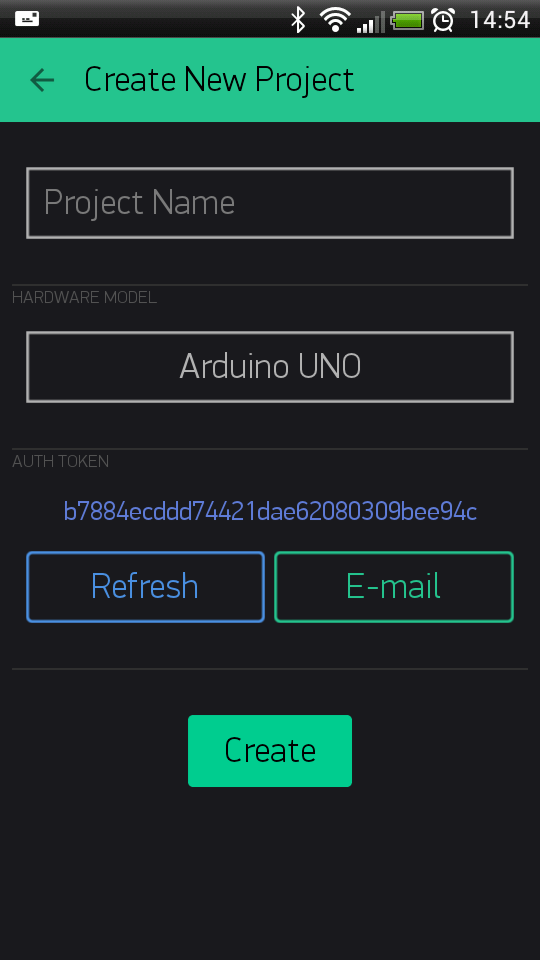 14:54
Create New Project
Project Name
HARDWARE MODEL
Arduino UNO
AUTH TOKEN
b7884ecddd74421dae62080309bee94c
Refresh E-mail
Create